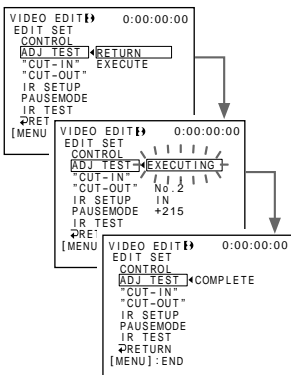 VIDEO EDIT 0:00:00:00
EDIT SET
CONTROL
ADJ TEST RETURN
"CUT-IN" EXECUTE
"CUT-OUT"
IR SETUP
PAUSEMODE
IR TEST
RET
[MENU
VIDEO EDIT 0:00:00:00
EDIT SET
CONTROL
ADJ TEST EXECUTING
"CUT-IN"
"CUT-OUT" No.2
IR SETUP IN
PAUSEMODE +215
IR TEST
RE
[MENU
VIDEO EDIT 0:00:00:00
EDIT SET
CONTROL
ADJ TEST COMPLETE
"CUT-IN"
"CUT-OUT"
IR SETUP
PAUSEMODE
IR TEST
RETURN
[MENU]:END